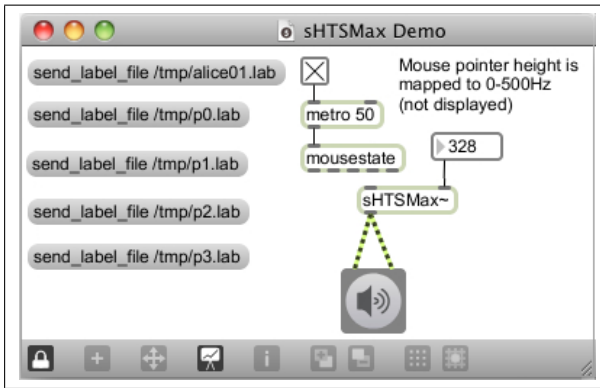 sHTSMax Demo
send_label_file /tmp/alice01.lab
send_label_file /tmp/p0.lab
send_label_file /tmp/p1.lab
send_label_file /tmp/p2.lab
send_label_file /tmp/p3.lab
metro 50
mousestate
Mouse pointer height is
mapped to 0-500Hz
(not displayed)
328
sHTSMax~